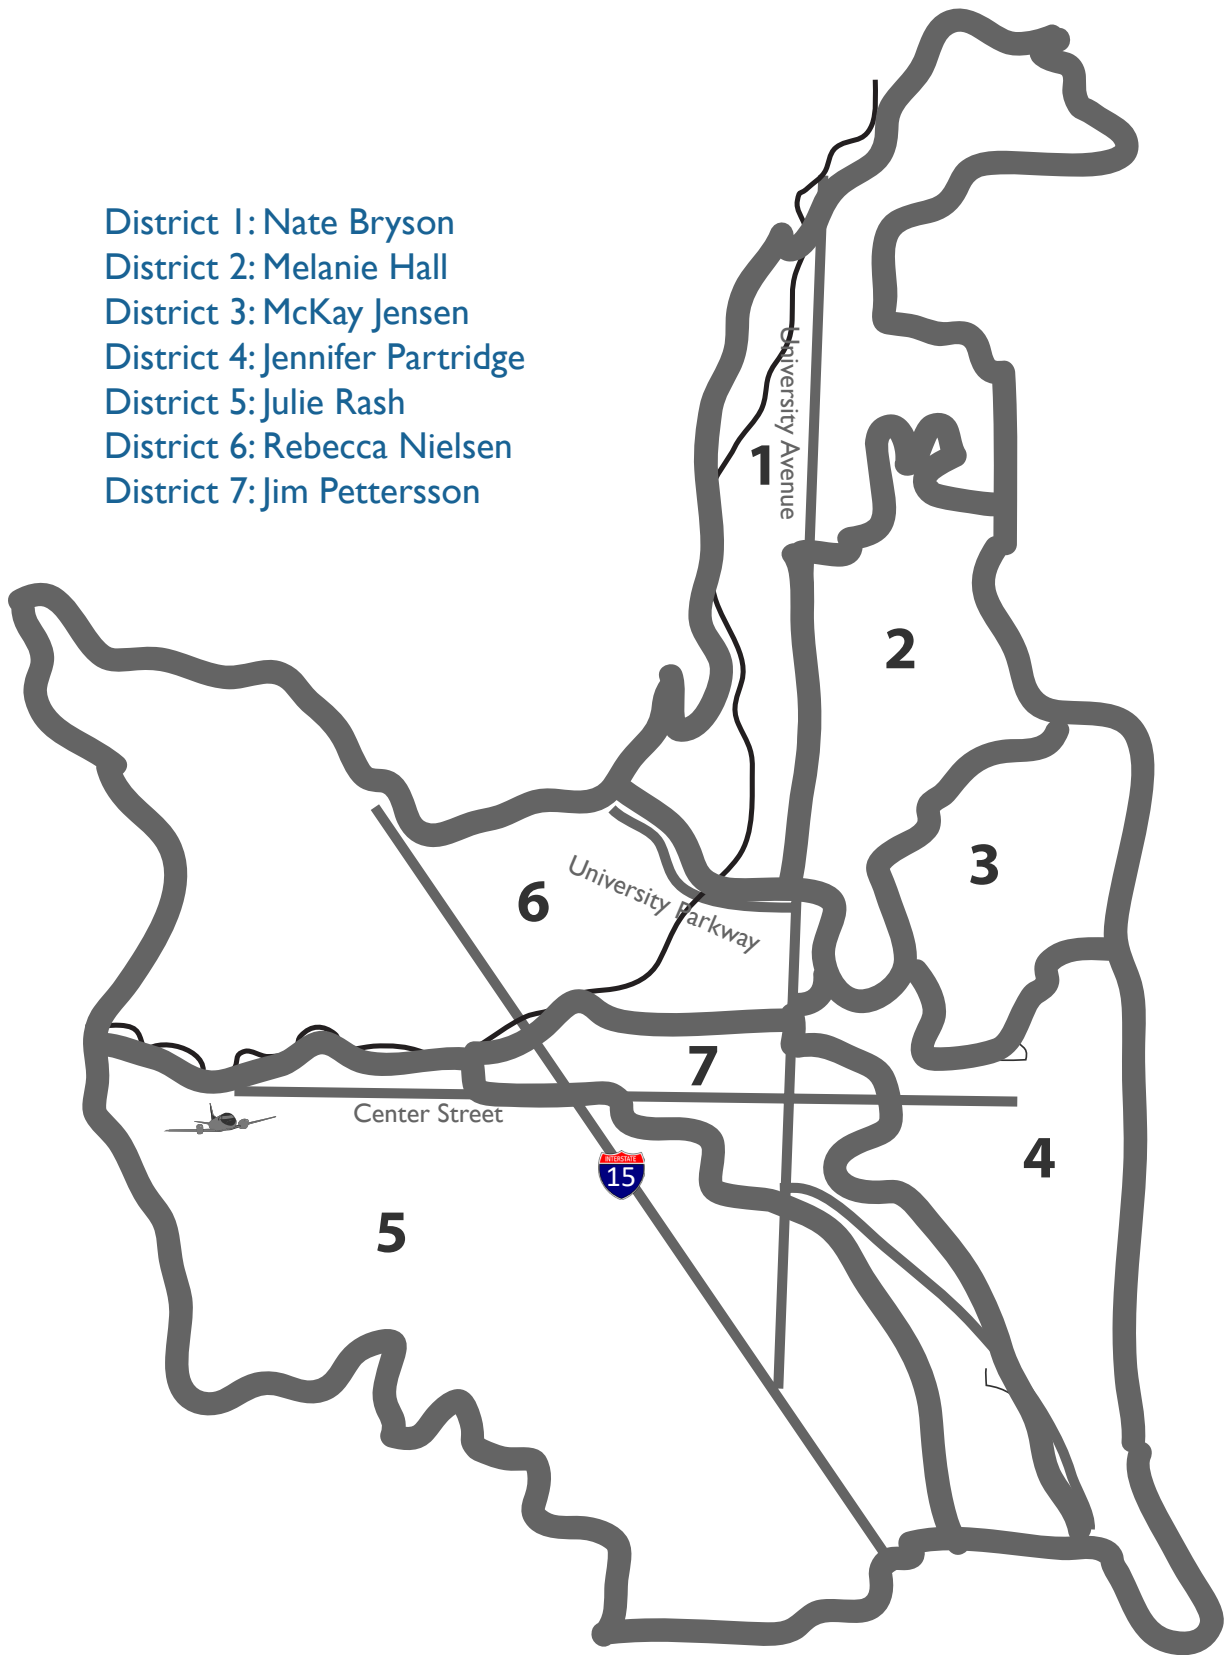 District 1: Nate Bryson
District 2: Melanie Hall
District 3: McKay Jensen
District 4: Jennifer Partridge
District 5: Julie Rash
District 6: Rebecca Nielsen
District 7: Jim Pettersson
University Avenue
1
2
3
University Parkway
6
7
Center Street
4
INTERSTATE
15
5